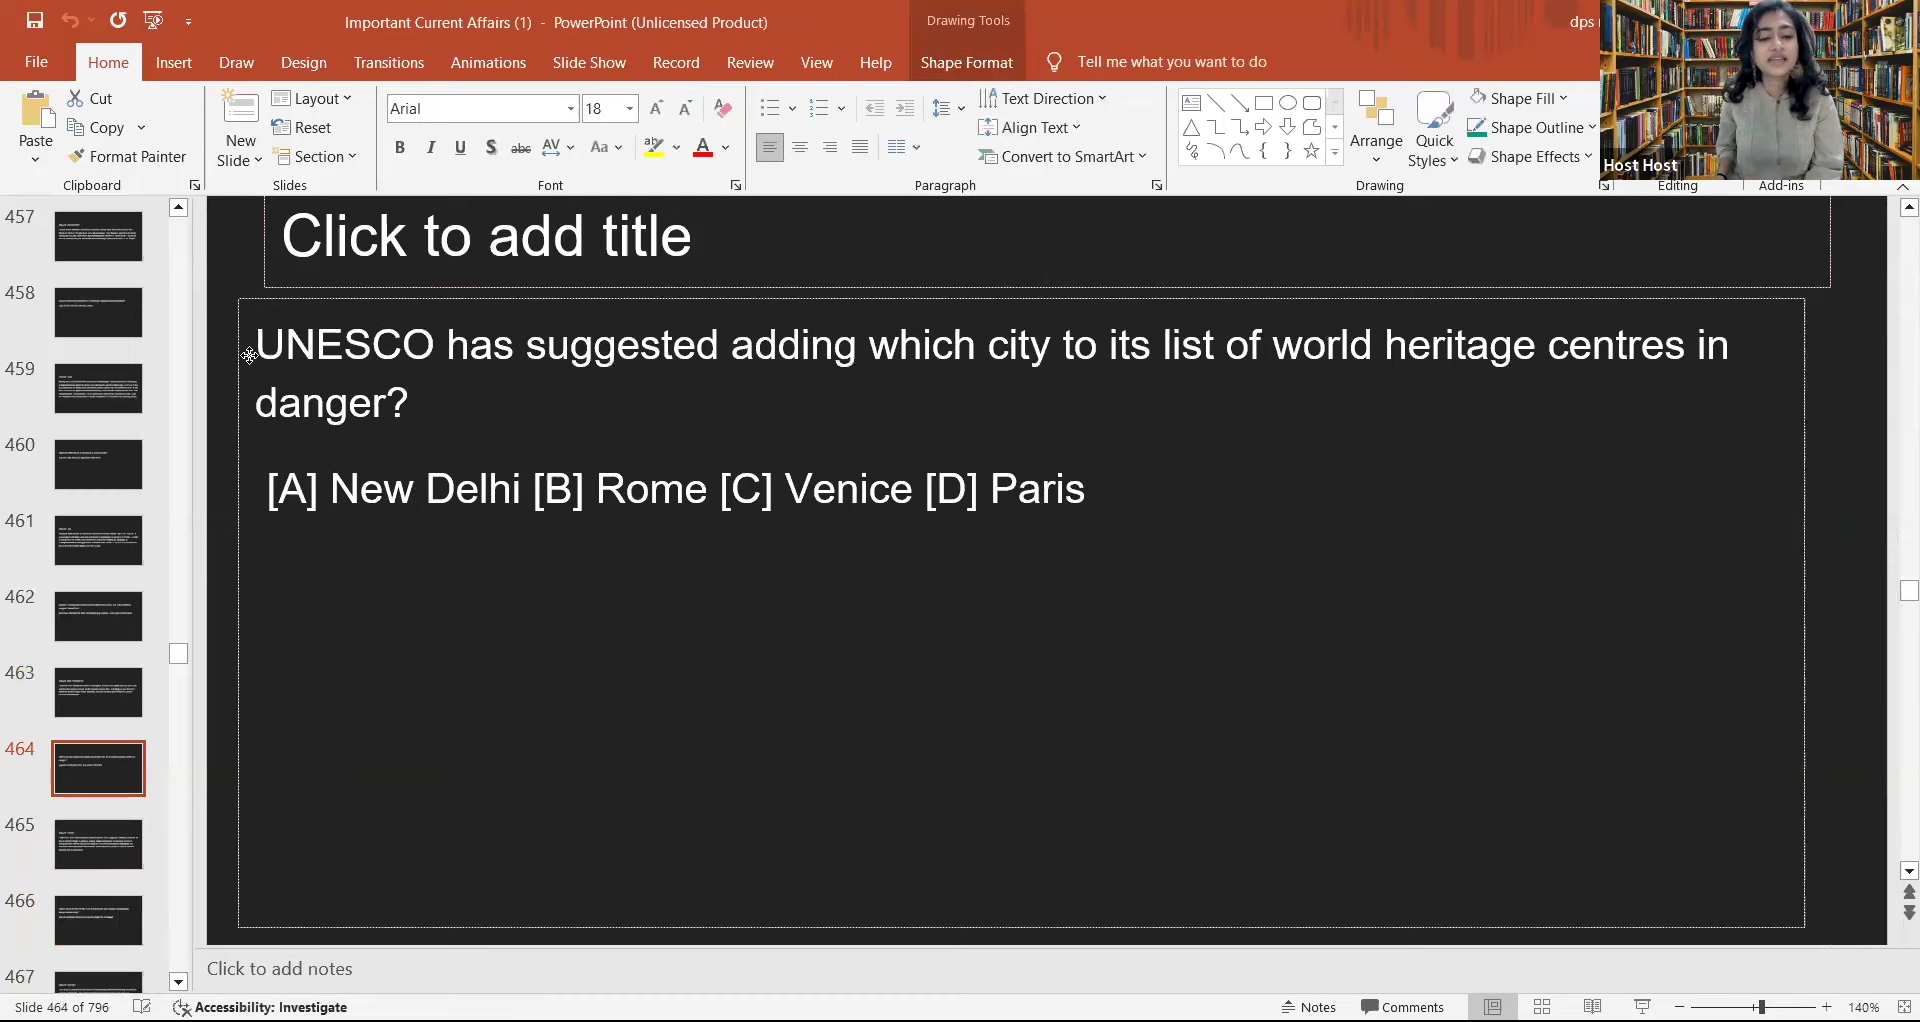 Important Current Affairs (1) - PowerPoint (Unlicensed Product)
Drawing Tools
dps
File
Home
Insert
Draw
Design
Transitions
Animations
Slide Show
Record
Review
View
Help
Shape Format
Tell me what you want to do
Paste
Cut
Copy
Format Painter
Clipboard
New
Slide
Layout
Reset
Section
Slides
Arial
18
Font
Text Direction
Align Text
Convert to SmartArt
Paragraph
Arrange
Quick
Styles
Shape Fill
Shape Outline
Shape Effects
Drawing
Editing
Add-ins
Host Host
457
458
459
460
461
462
463
464
465
466
467
Click to add title
UNESCO has suggested adding which city to its list of world heritage centres in
danger?
[A] New Delhi [B] Rome [C] Venice [D] Paris
Click to add notes
Slide 464 of 796
Accessibility: Investigate
Notes
Comments
140%